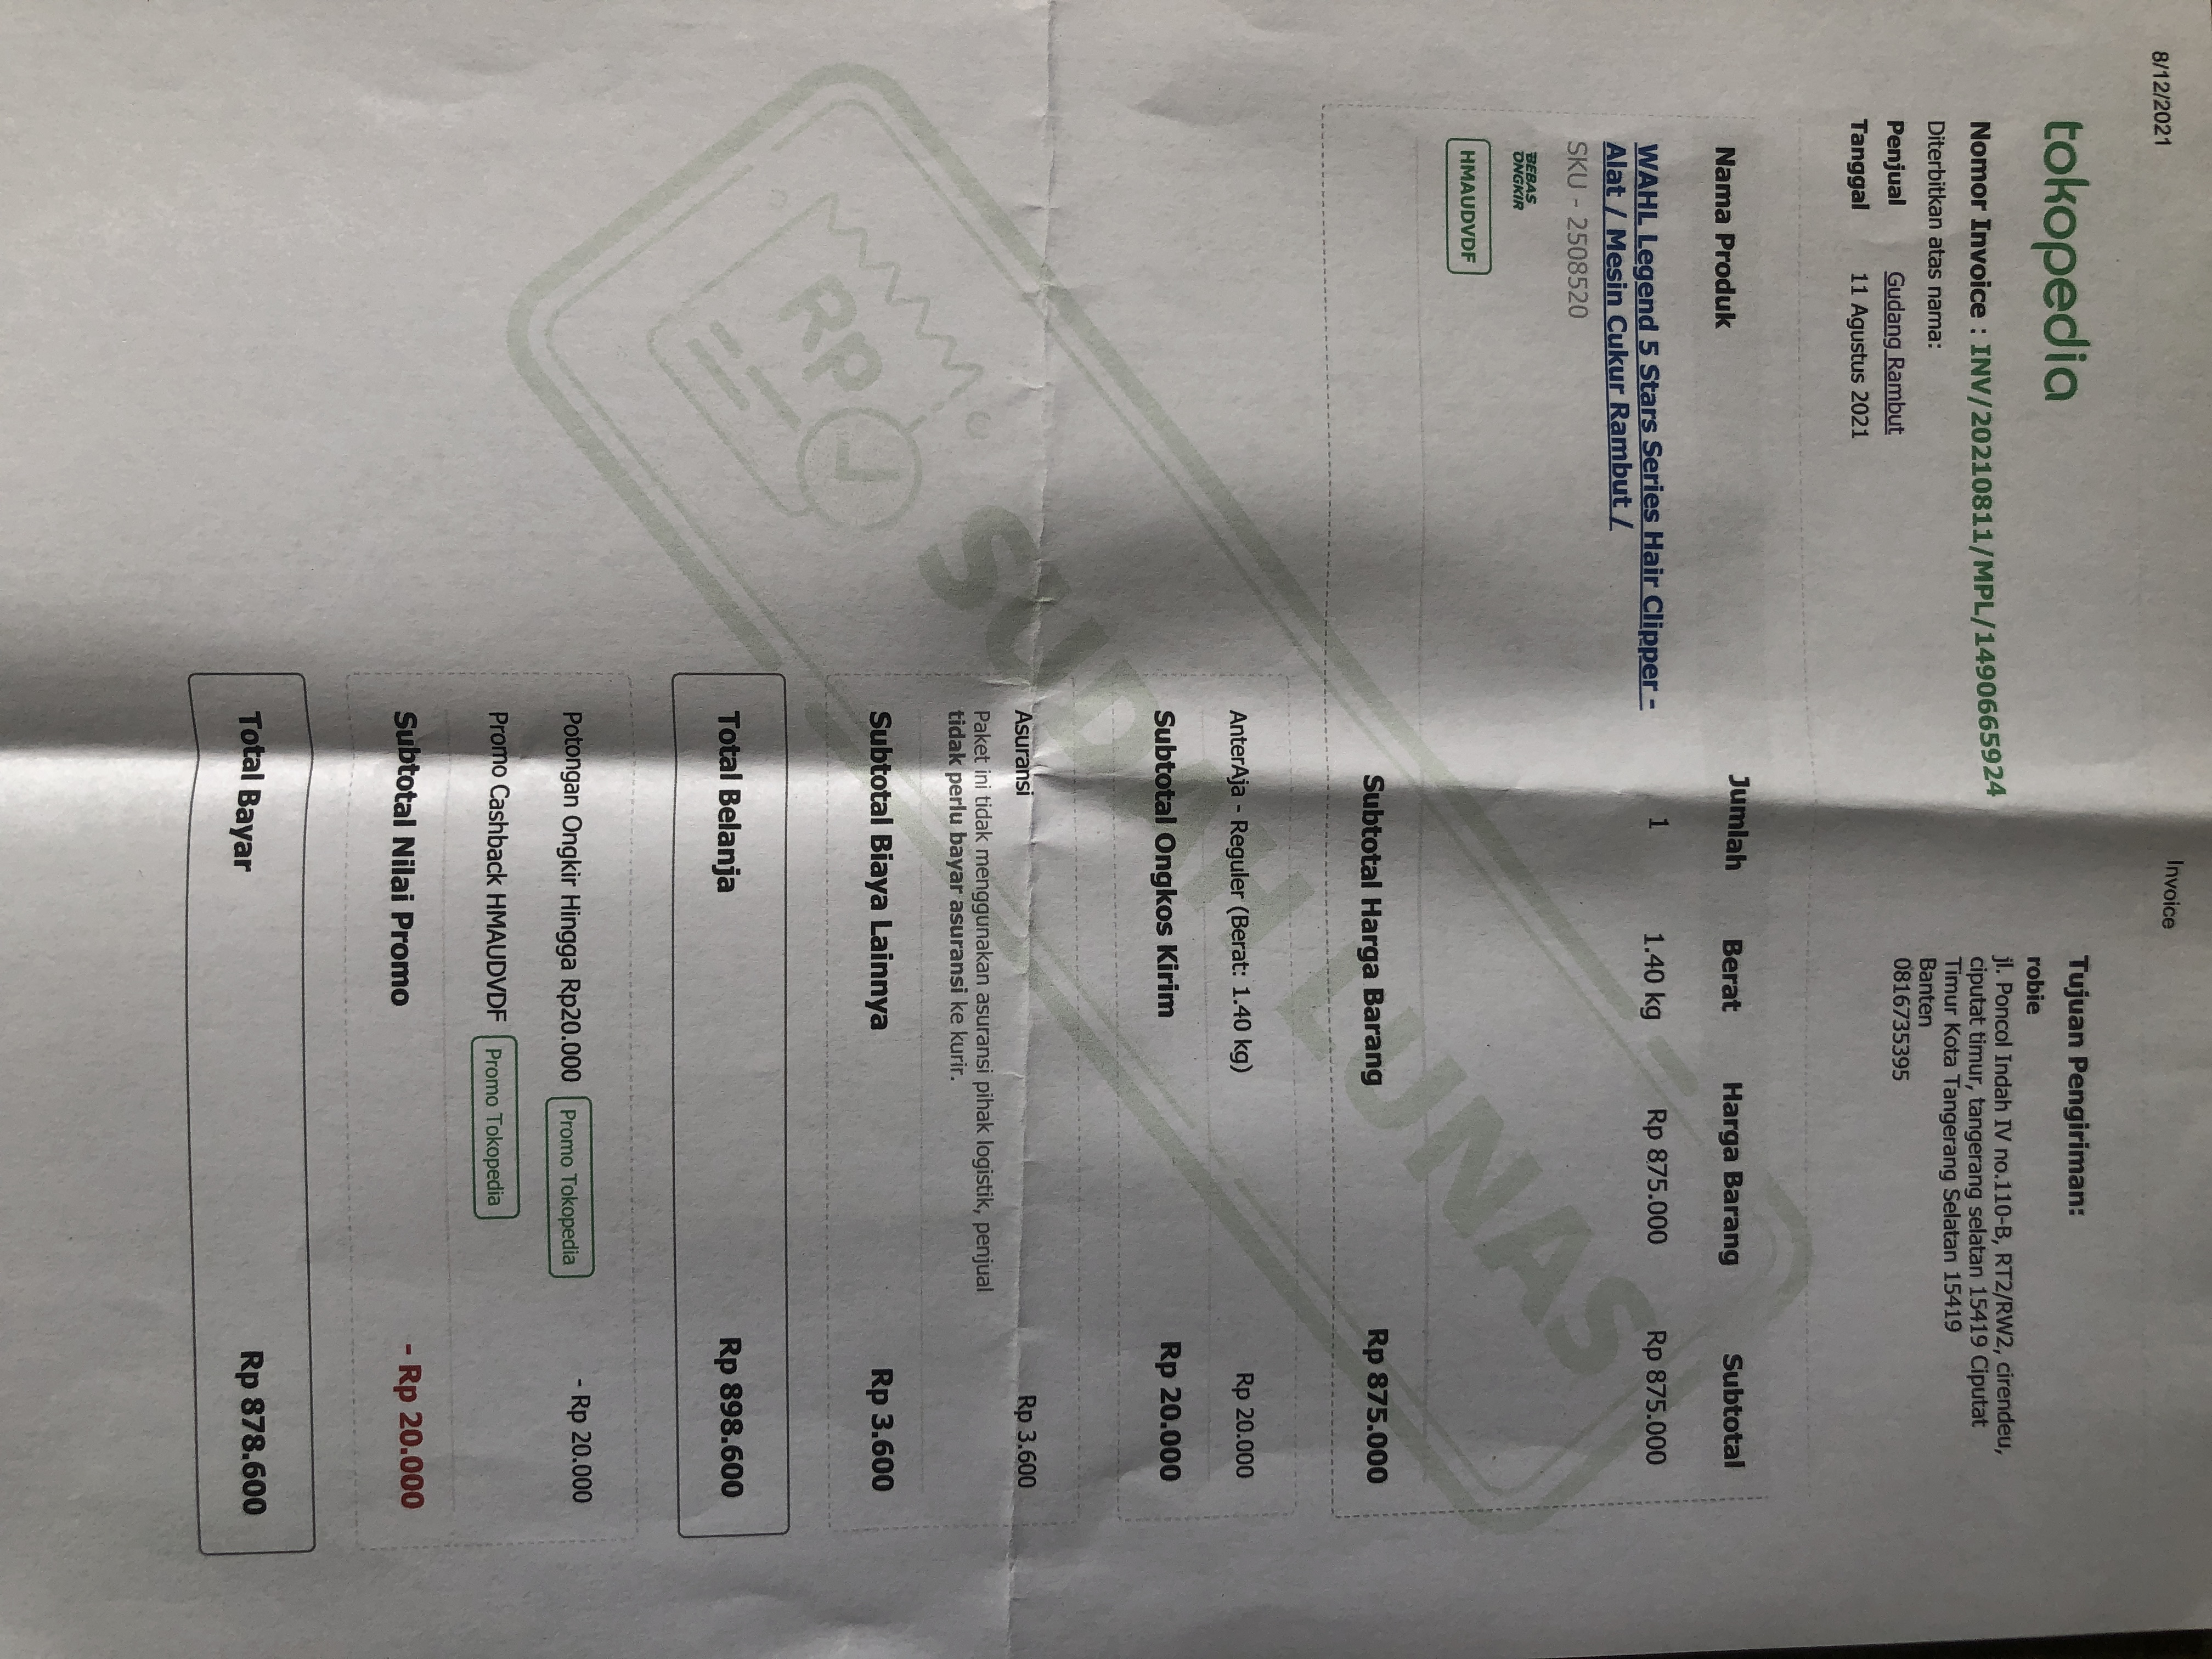 8/12/2021
Invoice
tokopedia
Nomor Invoice : INV/20210811/MPL/1490665924
Diterbitkan atas nama:
Penjual Gudang Rambut
Tanggal 11 Agustus 2021
Tujuan Pengiriman:
robie
jl. Poncol Indah IV no.110-B, RT2/RW2, cirendeu,
ciputat timur, tangerang selatan 15419 Ciputat
Timur Kota Tangerang Selatan 15419
Banten
0816735395
Nama Produk Jumlah Berat Harga Barang Subtotal
WAHL Legend 5 Stars Series Hair Clipper - 1 1.40 kg Rp 875.000 Rp 875.000
Alat / Mesin Cukur Rambut /
SKU - 2508520
BEBAS
ONGKIR
HMAUDVDF
Subtotal Harga Barang Rp 875.000
AnterAja - Reguler (Berat: 1.40 kg) Rp 20.000
Subtotal Ongkos Kirim Rp 20.000
Asuransi Rp 3.600
Paket ini tidak menggunakan asuransi pihak logistik, penjual
tidak perlu bayar asuransi ke kurir.
Subtotal Biaya Lainnya Rp 3.600
Total Belanja Rp 898.600
Potongan Ongkir Hingga Rp20.000 Promo Tokopedia - Rp 20.000
Promo Cashback HMAUDVDF Promo Tokopedia
Subtotal Nilai Promo - Rp 20.000
Total Bayar Rp 878.600
SUDAH LUNAS
RP